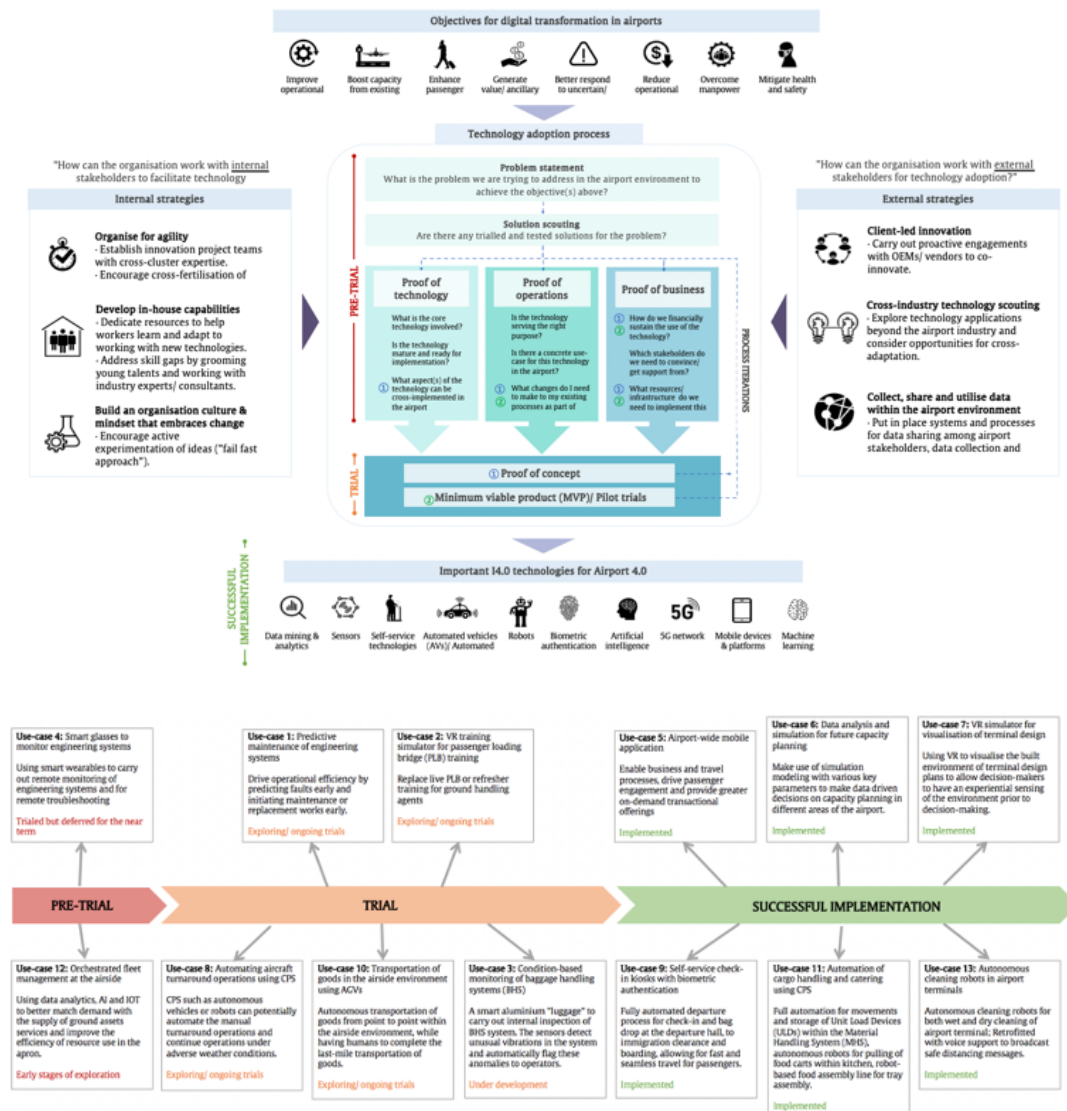 Objectives for digital transformation in airports
Improve
operational
Boost capacity
from existing
Enhance
passenger
Generate
value/ ancillary
Better respond
to uncertain/
Reduce
operational
Overcome
manpower
Mitigate health
and safety
Technology adoption process
"How can the organisation work with internal
stakeholders to facilitate technology
Internal strategies
Organise for agility
· Establish innovation project teams
with cross-cluster expertise.
· Encourage cross-fertilisation of
Develop in-house capabilities
· Dedicate resources to help
workers learn and adapt to
working with new technologies.
· Address skill gaps by grooming
young talents and working with
industry experts/ consultants.
Build an organisation culture &
mindset that embraces change
· Encourage active
experimentation of ideas ("fail fast
approach").
PRE-TRIAL
Problem statement
What is the problem we are trying to address in the airport environment to
achieve the objective(s) above?
Solution scouting
Are there any trialled and tested solutions for the problem?
Proof of
technology
What is the core
technology involved?
Is the technology
mature and ready for
implementation?
① What aspect(s) of the
technology can be
cross-implemented in
the airport
Proof of
operations
Is the technology
serving the right
purpose?
Is there a concrete use-
case for this technology
in the airport?
① What changes do I need
② to make to my existing
processes as part of
Proof of business
① How do we financially
② sustain the use of the
technology?
Which stakeholders do
we need to convince/
get support from?
① What resources/
② infrastructure do we
need to implement this
PROCESS ITERATIONS
TRIAL
① Proof of concept
② Minimum viable product (MVP)/ Pilot trials
"How can the organisation work with external
stakeholders for technology adoption?"
External strategies
Client-led innovation
· Carry out proactive engagements
with OEMs/ vendors to co-
innovate.
Cross-industry technology scouting
· Explore technology applications
beyond the airport industry and
consider opportunities for cross-
adaptation.
Collect, share and utilise data
within the airport environment
· Put in place systems and processes
for data sharing among airport
stakeholders, data collection and
SUCCESSFUL
IMPLEMENTATION
Important I4.0 technologies for Airport 4.0
Data mining &
analytics
Sensors
Self-service
technologies
Automated vehicles
(AVs)/ Automated
Robots
Biometric
authentication
Artificial
intelligence
5G
5G network
Mobile devices
& platforms
Machine
learning
Use-case 4: Smart glasses to
monitor engineering systems
Using smart wearables to carry
out remote monitoring of
engineering systems and for
remote troubleshooting
Trialed but deferred for the near
term
Use-case 1: Predictive
maintenance of engineering
systems
Drive operational efficiency by
predicting faults early and
initiating maintenance or
replacement works early.
Exploring/ ongoing trials
Use-case 2: VR training
simulator for passenger loading
bridge (PLB) training
Replace live PLB or refresher
training for ground handling
agents
Exploring/ ongoing trials
Use-case 5: Airport-wide mobile
application
Enable business and travel
processes, drive passenger
engagement and provide greater
on-demand transactional
offerings
Implemented
Use-case 6: Data analysis and
simulation for future capacity
planning
Make use of simulation
modeling with various key
parameters to make data driven
decisions on capacity planning in
different areas of the airport.
Implemented
Use-case 7: VR simulator for
visualisation of terminal design
Using VR to visualise the built
environment of terminal design
plans to allow decision-makers
to have an experiential sensing
of the environment prior to
decision-making.
Implemented
PRE-TRIAL
TRIAL
SUCCESSFUL IMPLEMENTATION
Use-case 12: Orchestrated fleet
management at the airside
Using data analytics, AI and IOT
to better match demand with
the supply of ground assets
services and improve the
efficiency of resource use in the
apron.
Early stages of exploration
Use-case 8: Automating aircraft
turnaround operations using CPS
CPS such as autonomous
vehicles or robots can potentially
automate the manual
turnaround operations and
continue operations under
adverse weather conditions.
Exploring/ ongoing trials
Use-case 10: Transportation of
goods in the airside environment
using AGVs
Autonomous transportation of
goods from point to point within
the airside environment, while
having humans to complete the
last-mile transportation of
goods.
Exploring/ ongoing trials
Use-case 3: Condition-based
monitoring of baggage handling
systems (BHS)
A smart aluminium "luggage" to
carry out internal inspection of
BHS system. The sensors detect
unusual vibrations in the system
and automatically flag these
anomalies to operators.
Under development
Use-case 9: Self-service check-
in kiosks with biometric
authentication
Fully automated departure
process for check-in and bag
drop at the departure hall, to
immigration clearance and
boarding, allowing for fast and
seamless travel for passengers.
Implemented
Use-case 11: Automation of
cargo handling and catering
using CPS
Full automation for movements
and storage of Unit Load Devices
(ULDs) within the Material
Handling System (MHS),
autonomous robots for pulling of
food carts within kitchen, robot-
based food assembly line for tray
assembly.
Implemented
Use-case 13: Autonomous
cleaning robots in airport
terminals
Autonomous cleaning robots for
both wet and dry cleaning of
airport terminal; Retrofitted
with voice support to broadcast
safe distancing messages.
Implemented